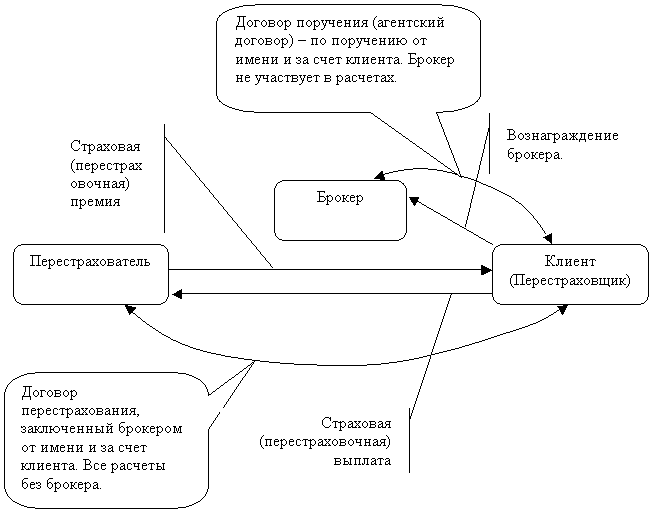 Договор поручения (агентский
договор) – по поручению от
имени и за счет клиента. Брокер
не участвует в расчетах.
Страховая
(перестрах
овочная)
премия
Вознаграждение
брокера.
Брокер
Перестрахователь
Клиент
(Перестраховщик)
Договор
перестрахования,
заключенный брокером
от имени и за счет
клиента. Все расчеты
без брокера.
Страховая
(перестраховочная)
выплата